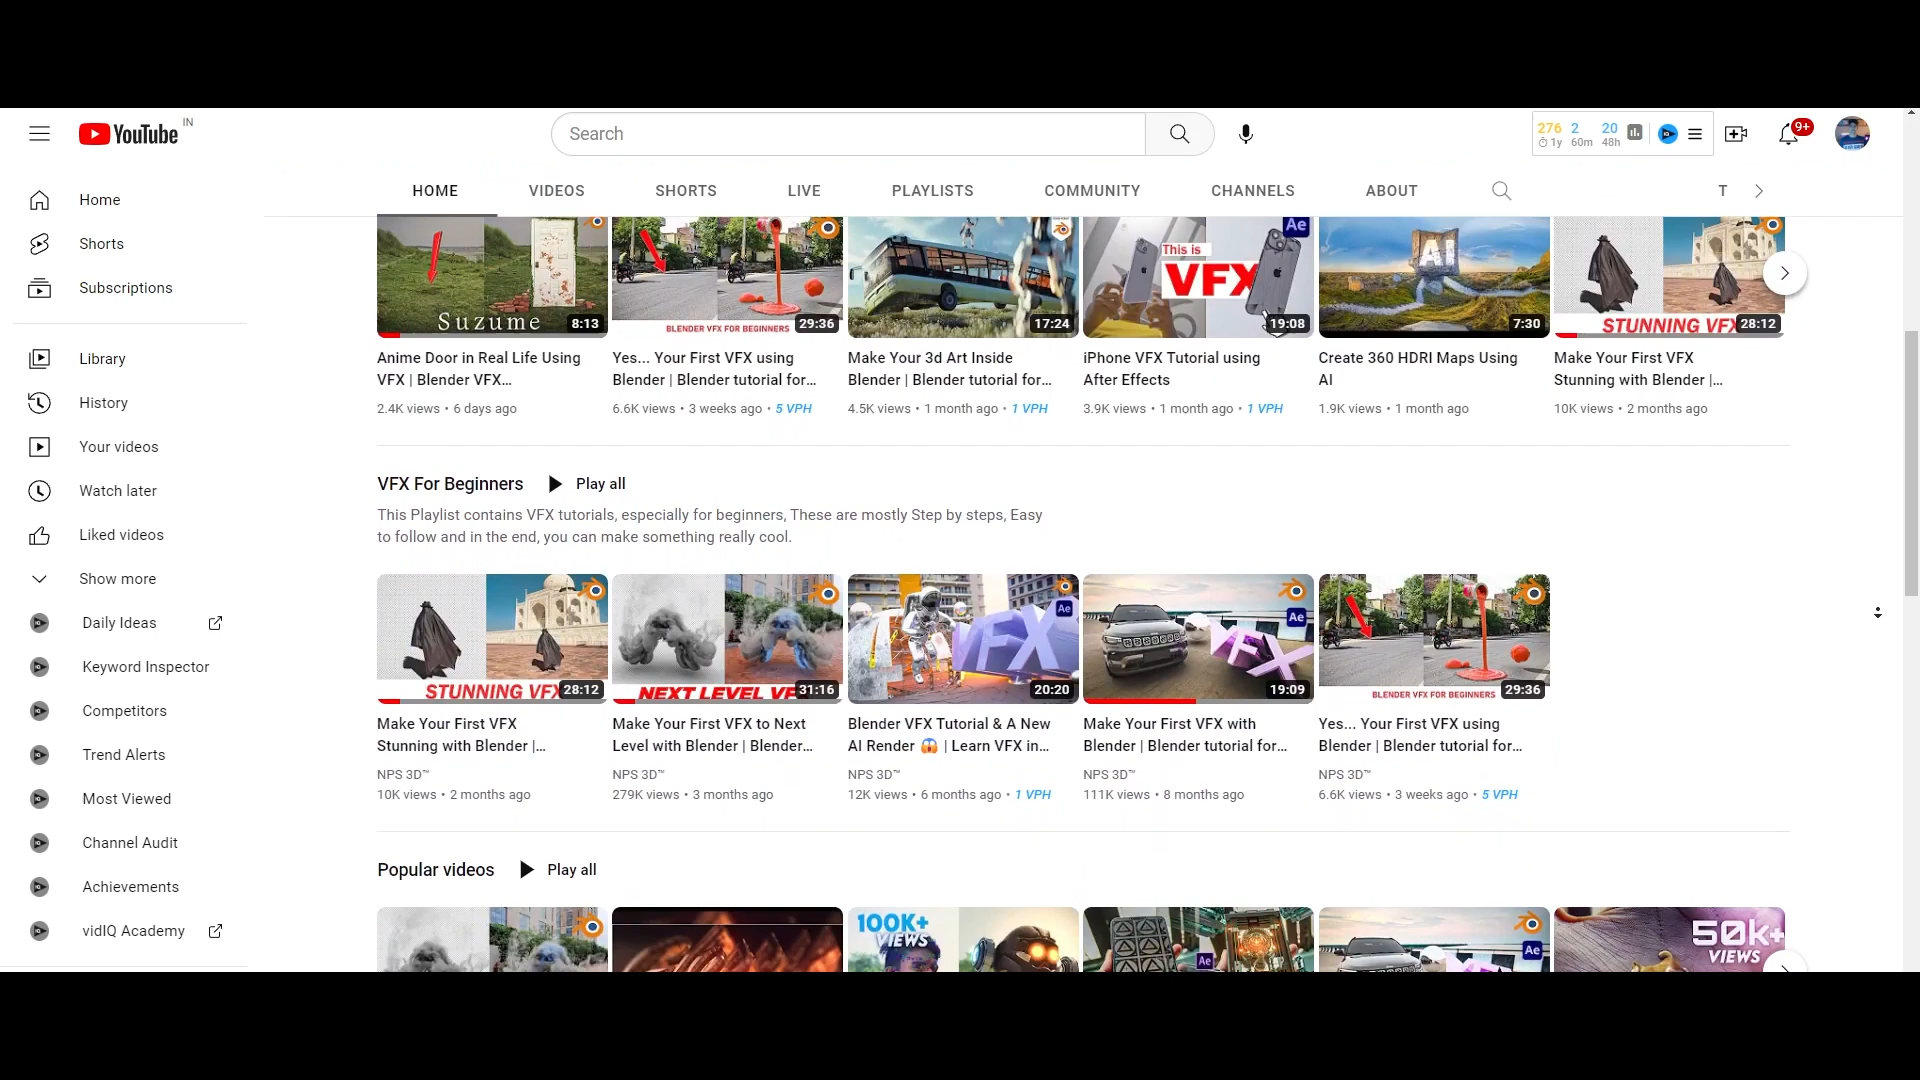 YouTube IN
Search
276 2 20
1y 60m 48h
9+
HOME VIDEOS SHORTS LIVE PLAYLISTS COMMUNITY CHANNELS ABOUT T
Home
Shorts
Subscriptions
Library
History
Your videos
Watch later
Liked videos
Show more
Daily Ideas
Keyword Inspector
Competitors
Trend Alerts
Most Viewed
Channel Audit
Achievements
vidIQ Academy
Suzume
8:13
Anime Door in Real Life Using
VFX | Blender VFX...
2.4K views • 6 days ago
BLENDER VFX FOR BEGINNERS
29:36
Yes... Your First VFX using
Blender | Blender tutorial for...
6.6K views • 3 weeks ago • 5 VPH
17:24
Make Your 3d Art Inside
Blender | Blender tutorial for...
4.5K views • 1 month ago • 1 VPH
Ae
This is
VFX
19:08
iPhone VFX Tutorial using
After Effects
3.9K views • 1 month ago • 1 VPH
AI
7:30
Create 360 HDRI Maps Using
AI
1.9K views • 1 month ago
STUNNING VFX
28:12
Make Your First VFX
Stunning with Blender |...
10K views • 2 months ago
VFX For Beginners Play all
This Playlist contains VFX tutorials, especially for beginners, These are mostly Step by steps, Easy
to follow and in the end, you can make something really cool.
STUNNING VFX
28:12
Make Your First VFX
Stunning with Blender |...
NPS 3D™
10K views • 2 months ago
NEXT LEVEL VF
31:16
Make Your First VFX to Next
Level with Blender | Blender...
NPS 3D™
279K views • 3 months ago
Ae
VFX
20:20
Blender VFX Tutorial & A New
AI Render 😱 | Learn VFX in...
NPS 3D™
12K views • 6 months ago • 1 VPH
Ae
VFX
19:09
Make Your First VFX with
Blender | Blender tutorial for...
NPS 3D™
111K views • 8 months ago
BLENDER VFX FOR BEGINNERS
29:36
Yes... Your First VFX using
Blender | Blender tutorial for...
NPS 3D™
6.6K views • 3 weeks ago • 5 VPH
Popular videos Play all
100K+
VIEWS
Ae
Ae
50K+
VIEWS